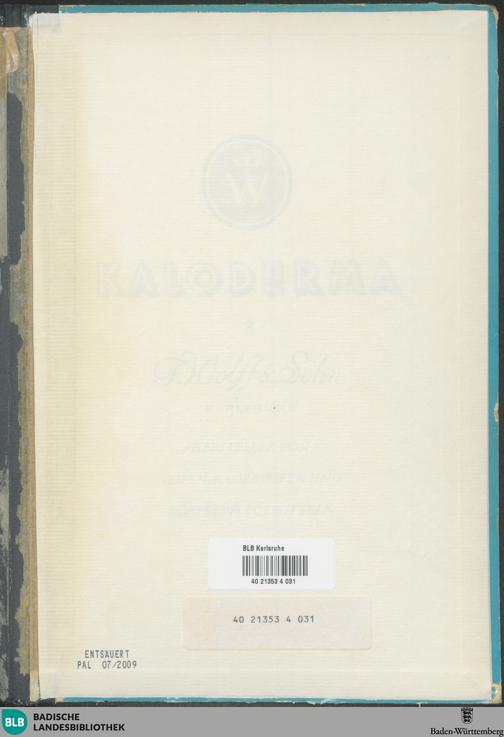 W
KALODERMA
F. Wolff & Sohn
BLB Karlsruhe
40 21353 4 031
40 21353 4 031
ENTSÄUERT
PAL 07/2009
BLB
BADISCHE
LANDESBIBLIOTHEK
Baden-Württemberg